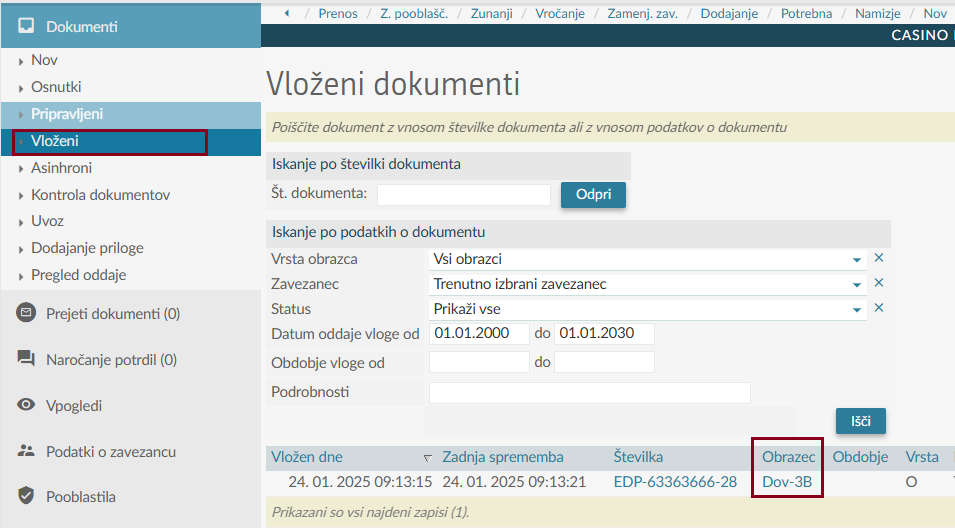 Dokumenti
Nov
Osnutki
Pripravljeni
Vloženi
Asinhroni
Kontrola dokumentov
Uvoz
Dodajanje priloge
Pregled oddaje
Prejeti dokumenti (0)
Naročanje potrdil (0)
Vpogledi
Podatki o zavezancu
Pooblastila
/ Prenos / Z. pooblašč. / Zunanji / Vročanje / Zamenj. zav. / Dodajanje / Potrebna / Namizje / Nov
CASINO
Vloženi dokumenti
Poiščite dokument z vnosom številke dokumenta ali z vnosom podatkov o dokumentu
Iskanje po številki dokumenta
Št. dokumenta:
Odpri
Iskanje po podatkih o dokumentu
Vrsta obrazca Vsi obrazci
Zavezanec Trenutno izbrani zavezanec
Status Prikaži vse
Datum oddaje vloge od 01.01.2000 do 01.01.2030
Obdobje vloge od do
Podrobnosti
Išči
Vložen dne Zadnja sprememba Številka Obrazec Obdobje Vrsta
24. 01. 2025 09:13:15 24. 01. 2025 09:13:21 EDP-63363666-28 Dov-3B O
Prikazani so vsi najdeni zapisi (1).